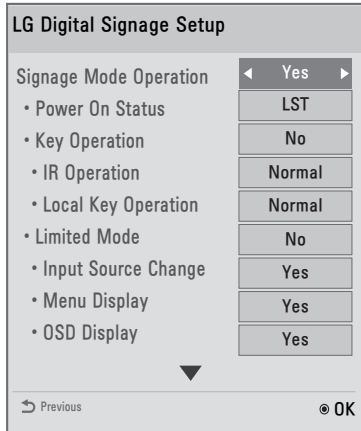 LG Digital Signage Setup
Signage Mode Operation ◀ Yes ▶
• Power On Status LST
• Key Operation No
• IR Operation Normal
• Local Key Operation Normal
• Limited Mode No
• Input Source Change Yes
• Menu Display Yes
• OSD Display Yes
▼
Previous ◉ OK